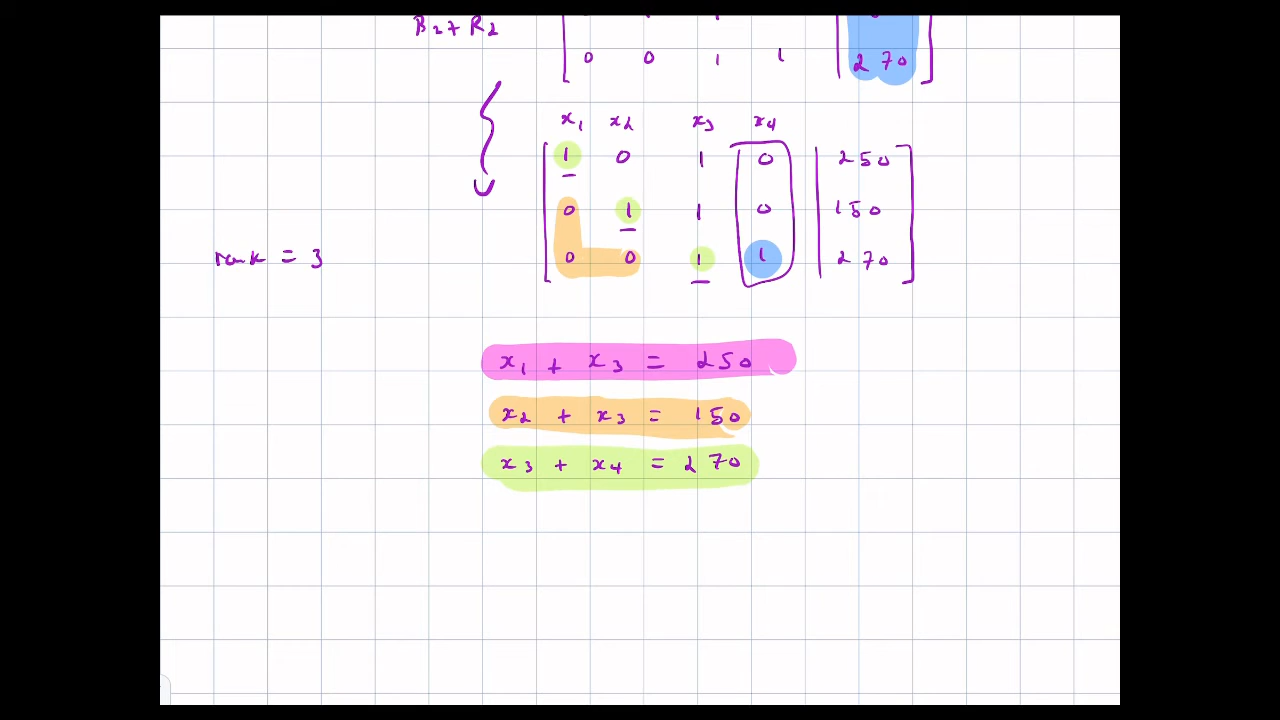 R₂+R₂
0 0 1 1 270
x₁ x₂ x₃ x₄
1 0 1 0 250
0 1 1 0 150
rank = 3 0 0 1 1 270
x₁ + x₃ = 250
x₂ + x₃ = 150
x₃ + x₄ = 270